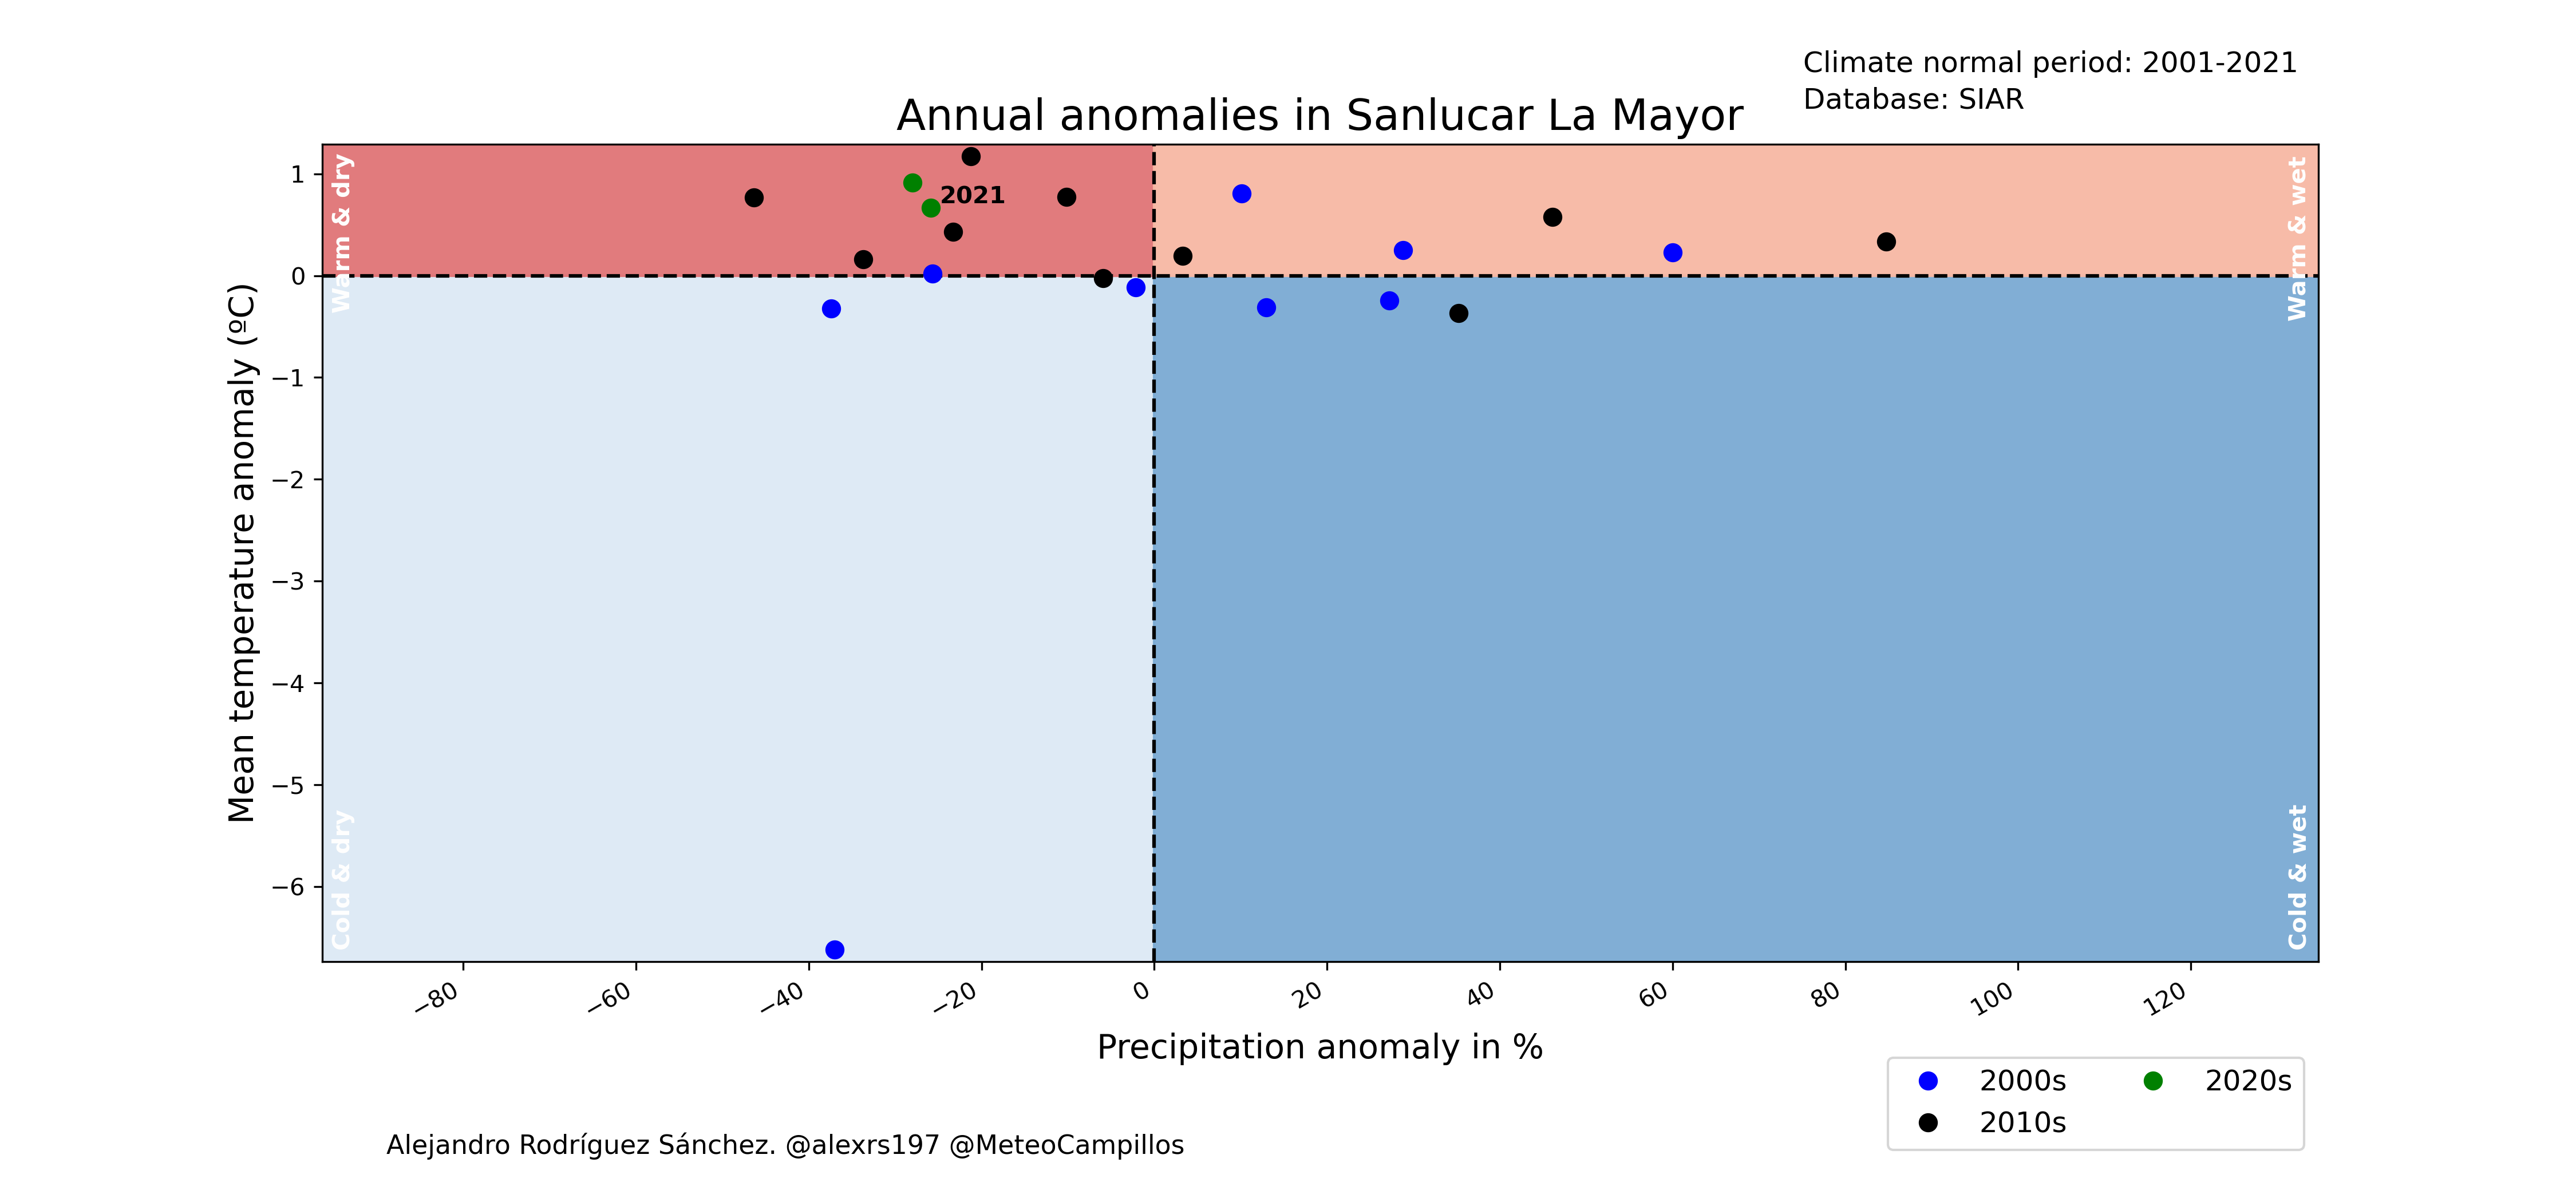 Climate normal period: 2001-2021
Database: SIAR
Annual anomalies in Sanlucar La Mayor
Warm & dry
Warm & wet
Cold & dry
Cold & wet
2021
Mean temperature anomaly (ºC)
1
0
−1
−2
−3
−4
−5
−6
−80
−60
−40
−20
0
20
40
60
80
100
120
Precipitation anomaly in %
2000s
2010s
2020s
Alejandro Rodríguez Sánchez. @alexrs197 @MeteoCampillos